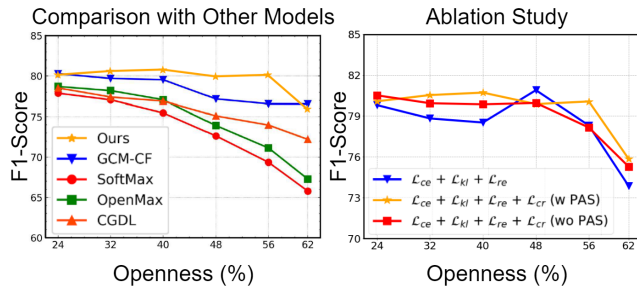 Comparison with Other Models
F1-Score
85
80
75
70
65
60
Ours
GCM-CF
SoftMax
OpenMax
CGDL
24 32 40 48 56 62
Openness (%)
Ablation Study
F1-Score
85
82
79
76
73
70
ℒce + ℒkl + ℒre
ℒce + ℒkl + ℒre + ℒcr (w PAS)
ℒce + ℒkl + ℒre + ℒcr (wo PAS)
24 32 40 48 56 62
Openness (%)